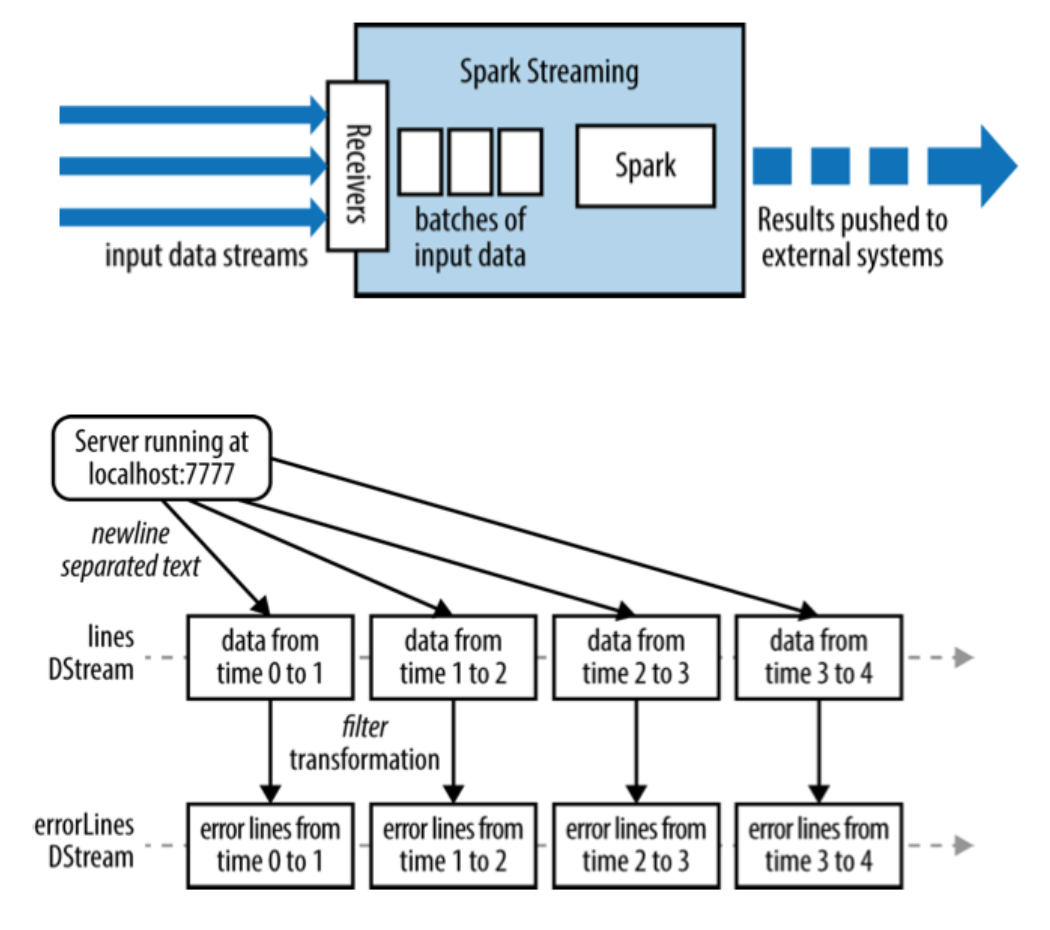 Spark Streaming
Receivers
Spark
batches of
input data
input data streams
Results pushed to
external systems
Server running at
localhost:7777
newline
separated text
lines
DStream
data from
time 0 to 1
data from
time 1 to 2
data from
time 2 to 3
data from
time 3 to 4
filter
transformation
errorLines
DStream
error lines from
time 0 to 1
error lines from
time 1 to 2
error lines from
time 2 to 3
error lines from
time 3 to 4